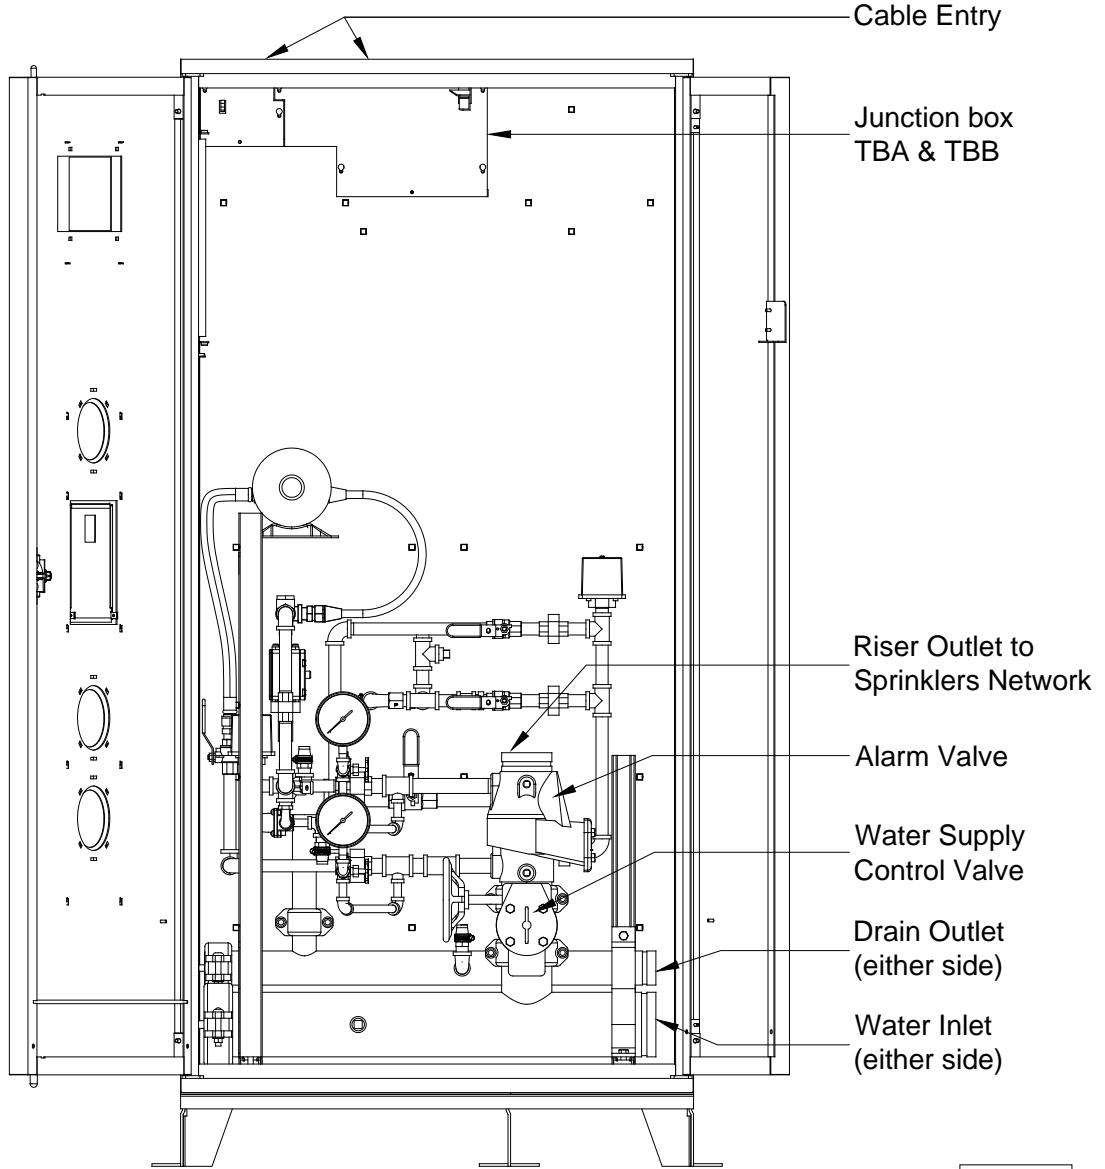 Cable Entry
Junction box
TBA & TBB
Riser Outlet to
Sprinklers Network
Alarm Valve
Water Supply
Control Valve
Drain Outlet
(either side)
Water Inlet
(either side)